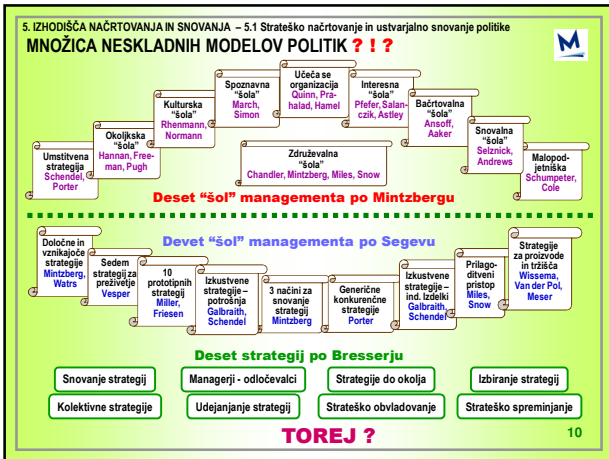 5. IZHODIŠČA NAČRTOVANJA IN SNOVANJA – 5.1 Strateško načrtovanje in ustvarjalno snovanje politike
MNOŽICA NESKLADNIH MODELOV POLITIK ? ! ?
M
Umstitvena
strategija
Schendel,
Porter
Okoljkska
“šola”
Hannan, Free-
man, Pugh
Kulturska
“šola”
Rhenmann,
Normann
Spoznavna
“šola”
March,
Simon
Učeča se
organizacija
Quinn, Pra-
halad, Hamel
Interesna
“šola”
Pfefer, Salan-
czik, Astley
Bačrtovalna
“šola”
Ansoff,
Aaker
Snovalna
“šola”
Selznick,
Andrews
Malopod-
jetniška
Schumpeter,
Cole
Združevalna
“šola”
Chandler, Mintzberg, Miles, Snow
Deset “šol” managementa po Mintzbergu
Devet “šol” managementa po Segevu
Določne in
vznikajoče
strategije
Mintzberg,
Watrs
Sedem
strategij za
preživetje
Vesper
10
prototipnih
strategij
Miller,
Friesen
Izkustvene
strategije –
potrošnja
Galbraith,
Schendel
3 načini za
snovanje
strategij
Mintzberg
Generične
konkurenčne
strategije
Porter
Izkustvene
strategije –
ind. Izdelki
Galbraith,
Schendel
Prilago-
ditveni
pristop
Miles,
Snow
Strategije
za proizvode
in tržišča
Wissema,
Van der Pol,
Meser
Deset strategij po Bresserju
Snovanje strategij
Managerji - odločevalci
Strategije do okolja
Izbiranje strategij
Kolektivne strategije
Udejanjanje strategij
Strateško obvladovanje
Strateško spreminjanje
TOREJ ?
10